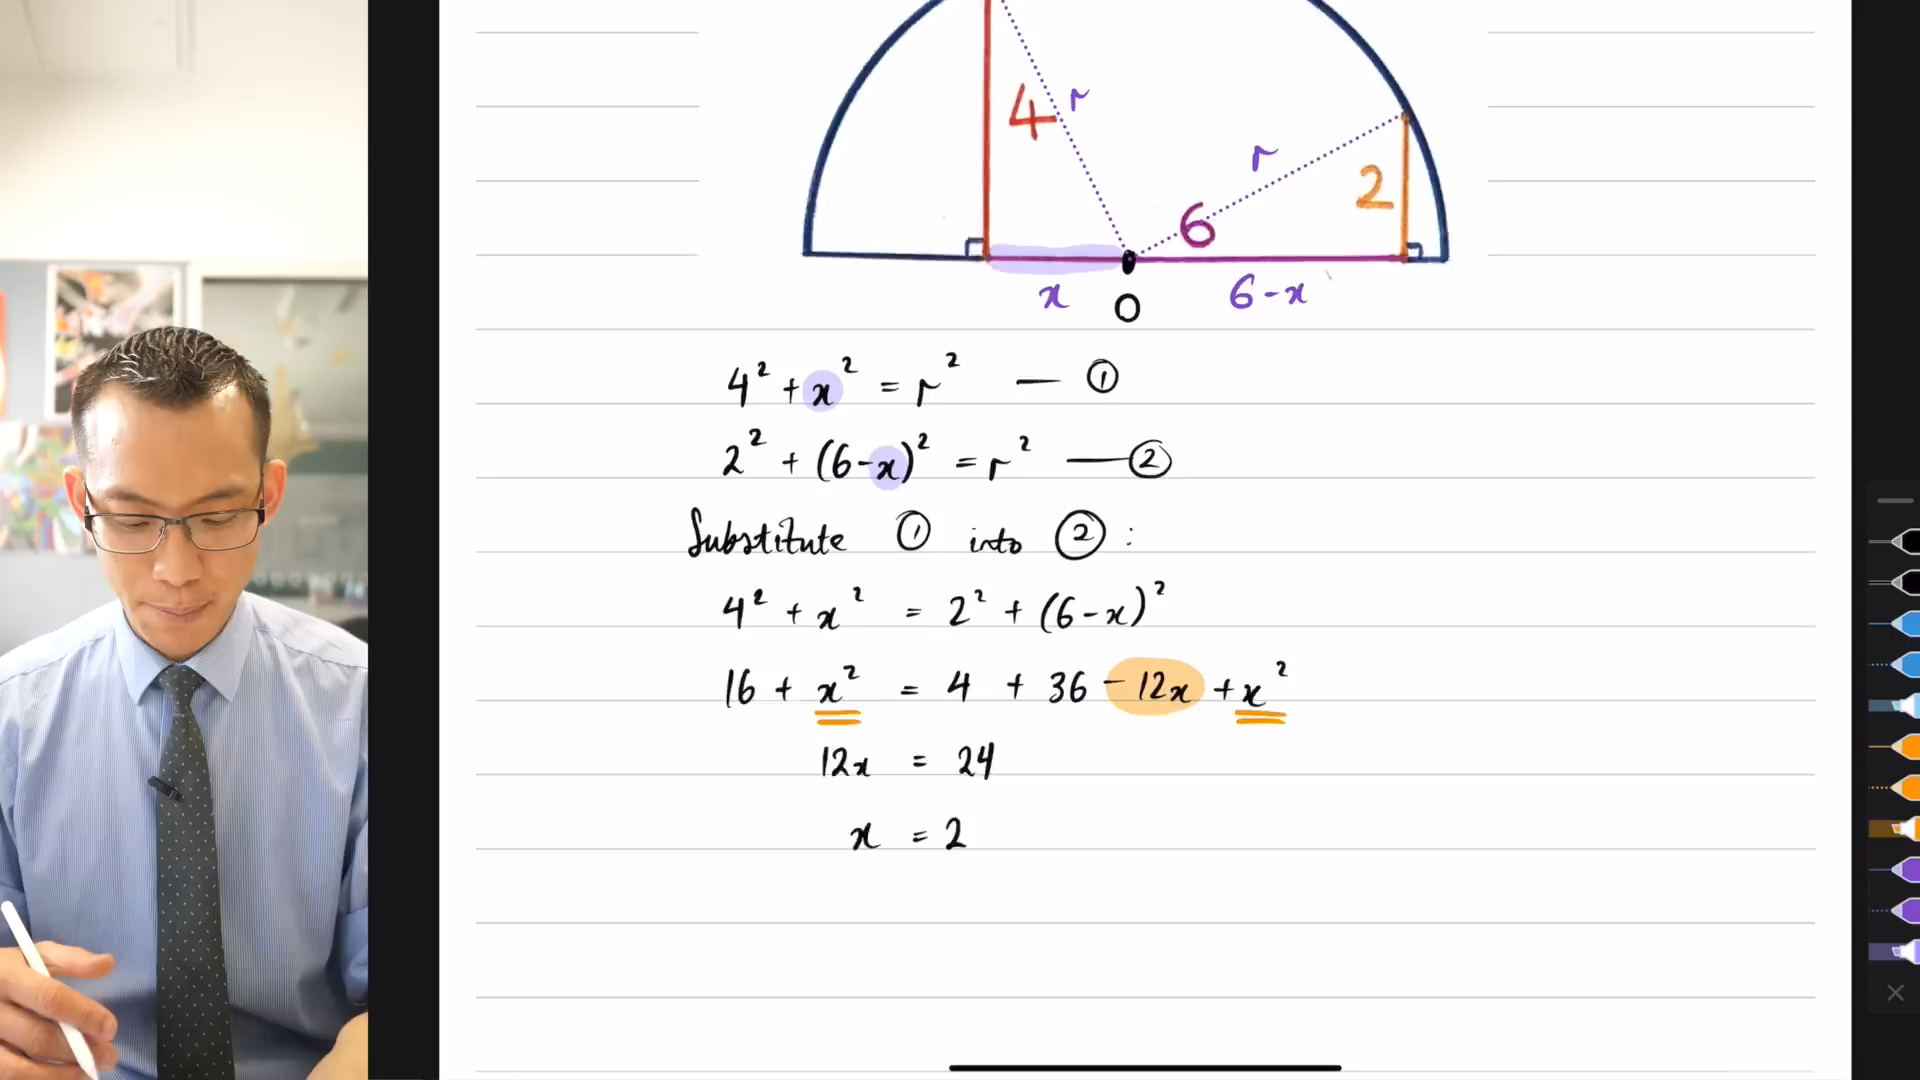 4 r
r
6
2
x
O
6-x
4² + x² = r² — ①
2² + (6-x)² = r² — ②
Substitute ① into ② :
4² + x² = 2² + (6-x)²
16 + x² = 4 + 36 - 12x + x²
12x = 24
x = 2